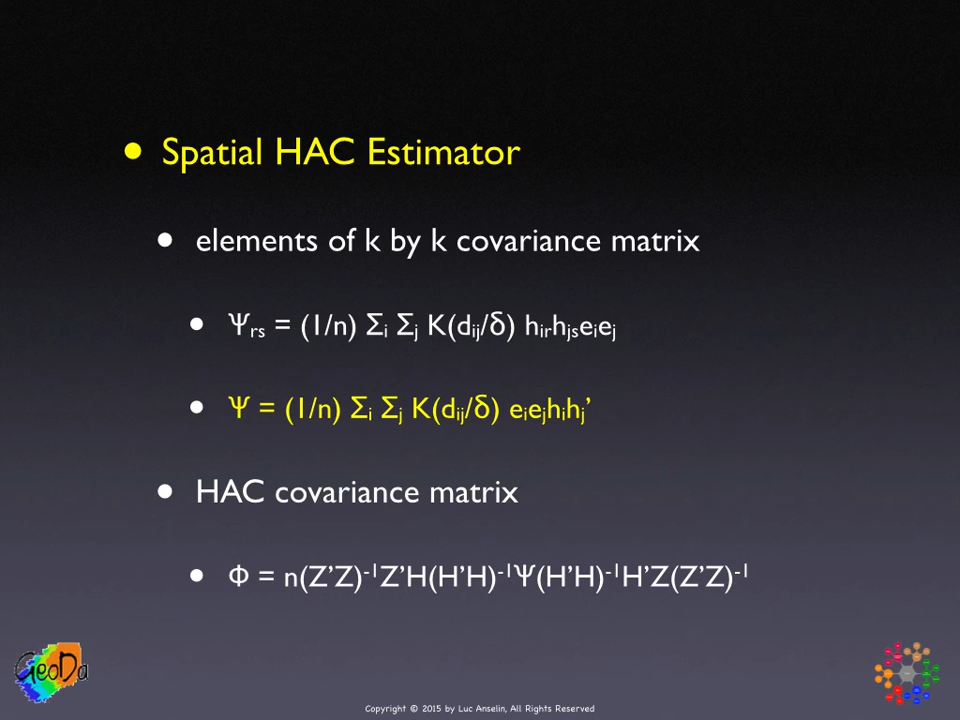 • Spatial HAC Estimator
• elements of k by k covariance matrix
• Ψrs = (1/n) Σi Σj K(dij/δ) hirhjseiej
• Ψ = (1/n) Σi Σj K(dij/δ) eiejhihj’
• HAC covariance matrix
• Φ = n(Z’Z)-1Z’H(H’H)-1Ψ(H’H)-1H’Z(Z’Z)-1
GeoDa
Copyright © 2015 by Luc Anselin, All Rights Reserved